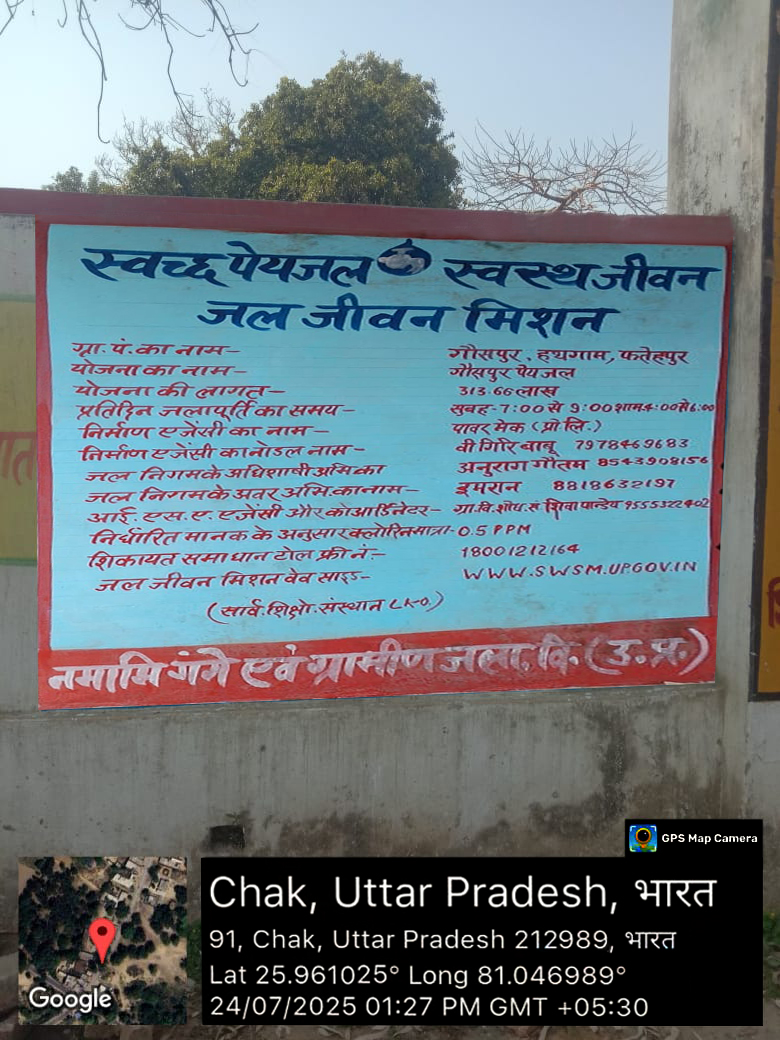 स्वच्छ पेयजल स्वस्थ जीवन
जल जीवन मिशन
ग्रा. पं. का नाम– गौसपुर, हथगाम, फतेहपुर
योजना का नाम– गौसपुर पेयजल
योजना की लागत– 313.66 लाख
प्रतिदिन जलापूर्ति का समय– सुबह-7:00 से 9:00 शाम 4:00 से 6:00
निर्माण एजेंसी का नाम– पावर मेक (प्रो लि.)
निर्माण एजेंसी का नोडल नाम– वी गिरि बाबू 7978469683
जल निगम के अधिशाषी अभि.का अनुराग गौतम 8543908156
जल निगम के अवर अभि. का नाम– इमरान 8818632197
आई. एस. ए. एजेंसी और कोआर्डिनेटर– ग्रा. वि. शोध. सं. शिवा पान्डेय 9555322402
निर्धारित मानक के अनुसार क्लोरिन मात्रा- 0.5 PPM
शिकायत समाधान टोल फ्री नं.– 18001212164
जल जीवन मिशन वेव साइड– WWW.SWSM.UP.GOV.IN
(सार्व. शिक्षो. संस्थान LKO.)
नमामि गंगे एवं ग्रामीण जला. वि. (उ. प्र.)
GPS Map Camera
Chak, Uttar Pradesh, भारत
91, Chak, Uttar Pradesh 212989, भारत
Lat 25.961025° Long 81.046989°
24/07/2025 01:27 PM GMT +05:30
Google